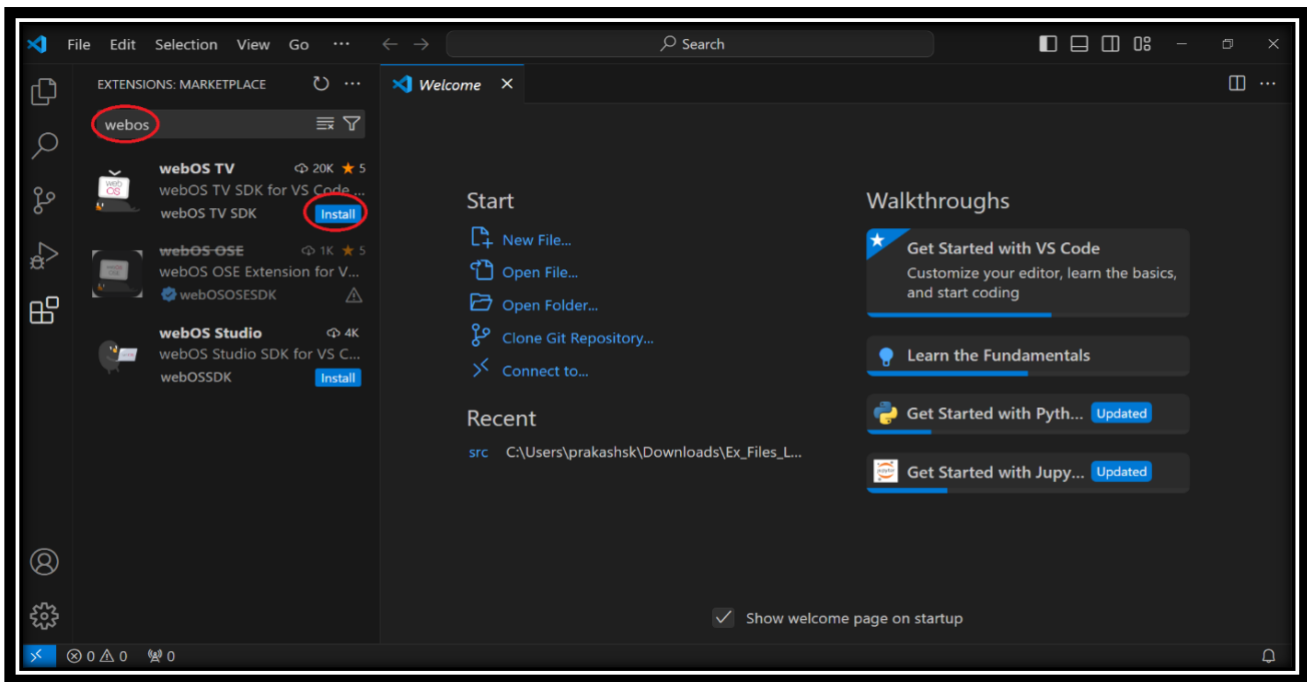 File Edit Selection View Go ··· Search
EXTENSIONS: MARKETPLACE
webos
webOS TV 20K ★ 5
webOS TV SDK for VS Code ...
webOS TV SDK Install
webOS OSE 1K ★ 5
webOS OSE Extension for V...
webOSOSESDK
webOS Studio 4K
webOS Studio SDK for VS C...
webOSSDK Install
Welcome
Start
New File...
Open File...
Open Folder...
Clone Git Repository...
Connect to...
Recent
src C:\Users\prakashsk\Downloads\Ex_Files_L...
Walkthroughs
Get Started with VS Code
Customize your editor, learn the basics,
and start coding
Learn the Fundamentals
Get Started with Pyth... Updated
Get Started with Jupy... Updated
Show welcome page on startup
0 0 0